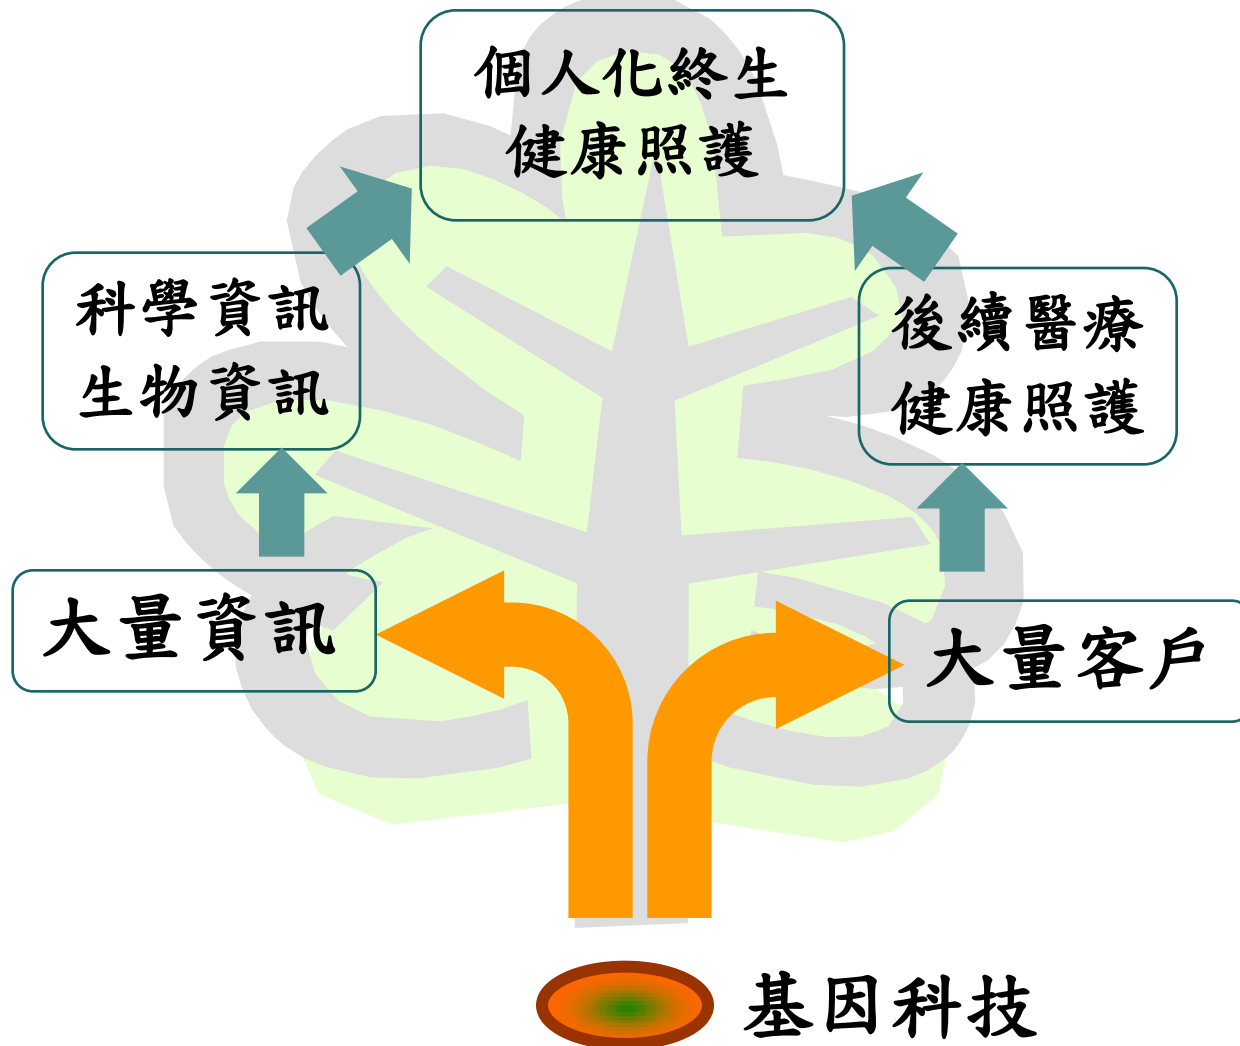 個人化終生
健康照護
科學資訊
生物資訊
後續醫療
健康照護
大量資訊
大量客戶
基因科技